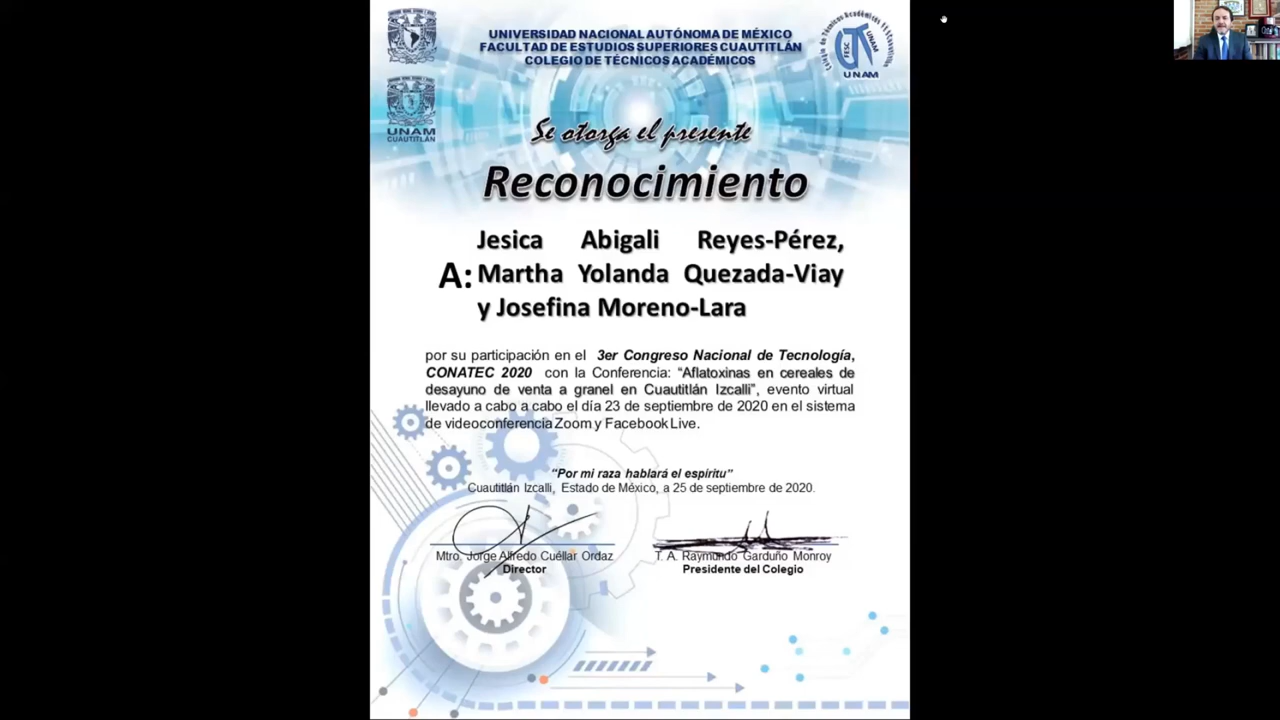 UNIVERSIDAD NACIONAL AUTÓNOMA DE MÉXICO
FACULTAD DE ESTUDIOS SUPERIORES CUAUTITLÁN
COLEGIO DE TÉCNICOS ACADÉMICOS
FESC
UNAM
UNAM
UNAM
CUAUTITLÁN
Se otorga el presente
Reconocimiento
Jesica Abigali Reyes-Pérez,
A: Martha Yolanda Quezada-Viay
y Josefina Moreno-Lara
por su participación en el 3er Congreso Nacional de Tecnología,
CONATEC 2020 con la Conferencia: “Aflatoxinas en cereales de
desayuno de venta a granel en Cuautitlán Izcalli”, evento virtual
llevado a cabo a cabo el día 23 de septiembre de 2020 en el sistema
de videoconferencia Zoom y Facebook Live.
“Por mi raza hablará el espíritu”
Cuautitlán Izcalli, Estado de México, a 25 de septiembre de 2020.
Mtro. Jorge Alfredo Cuéllar Ordaz
Director
T. A. Raymundo Garduño Monroy
Presidente del Colegio